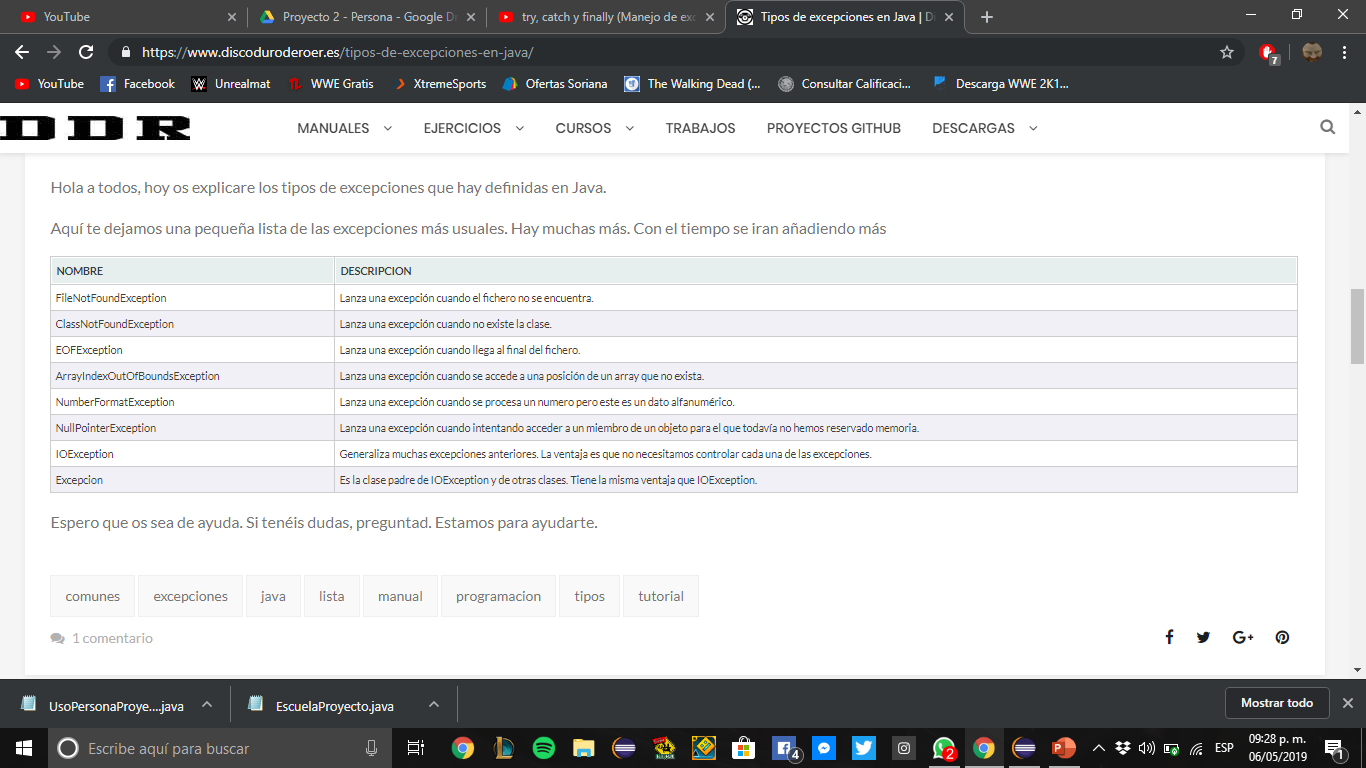 YouTube
Proyecto 2 - Persona - Google Dr
try, catch y finally (Manejo de exc
Tipos de excepciones en Java | Di
https://www.discoduroderoer.es/tipos-de-excepciones-en-java/
7
YouTube
Facebook
Unrealmat
WWE Gratis
XtremeSports
Ofertas Soriana
The Walking Dead (...
Consultar Calificaci...
Descarga WWE 2K1...
DDR
MANUALES
EJERCICIOS
CURSOS
TRABAJOS
PROYECTOS GITHUB
DESCARGAS
Hola a todos, hoy os explicare los tipos de excepciones que hay definidas en Java.
Aquí te dejamos una pequeña lista de las excepciones más usuales. Hay muchas más. Con el tiempo se iran añadiendo más
NOMBRE DESCRIPCION
FileNotFoundException Lanza una excepción cuando el fichero no se encuentra.
ClassNotFoundException Lanza una excepción cuando no existe la clase.
EOFException Lanza una excepción cuando llega al final del fichero.
ArrayIndexOutOfBoundsException Lanza una excepción cuando se accede a una posición de un array que no exista.
NumberFormatException Lanza una excepción cuando se procesa un numero pero este es un dato alfanumérico.
NullPointerException Lanza una excepción cuando intentando acceder a un miembro de un objeto para el que todavía no hemos reservado memoria.
IOException Generaliza muchas excepciones anteriores. La ventaja es que no necesitamos controlar cada una de las excepciones.
Excepcion Es la clase padre de IOException y de otras clases. Tiene la misma ventaja que IOException.
Espero que os sea de ayuda. Si tenéis dudas, preguntad. Estamos para ayudarte.
comunes
excepciones
java
lista
manual
programacion
tipos
tutorial
1 comentario
UsoPersonaProye....java
EscuelaProyecto.java
Mostrar todo
Escribe aquí para buscar
4
2
ESP
09:28 p. m.
06/05/2019
1